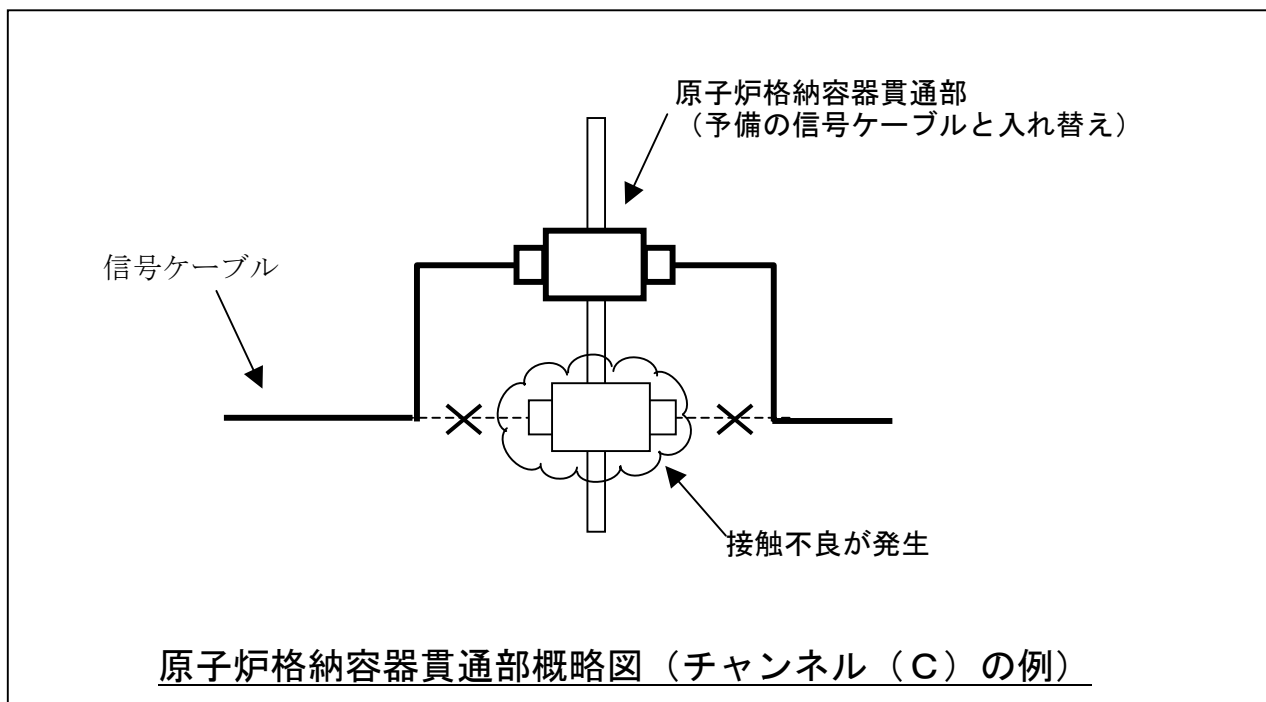 原子炉格納容器貫通部
（予備の信号ケーブルと入れ替え）
信号ケーブル
接触不良が発生
原子炉格納容器貫通部概略図（チャンネル（Ｃ）の例）